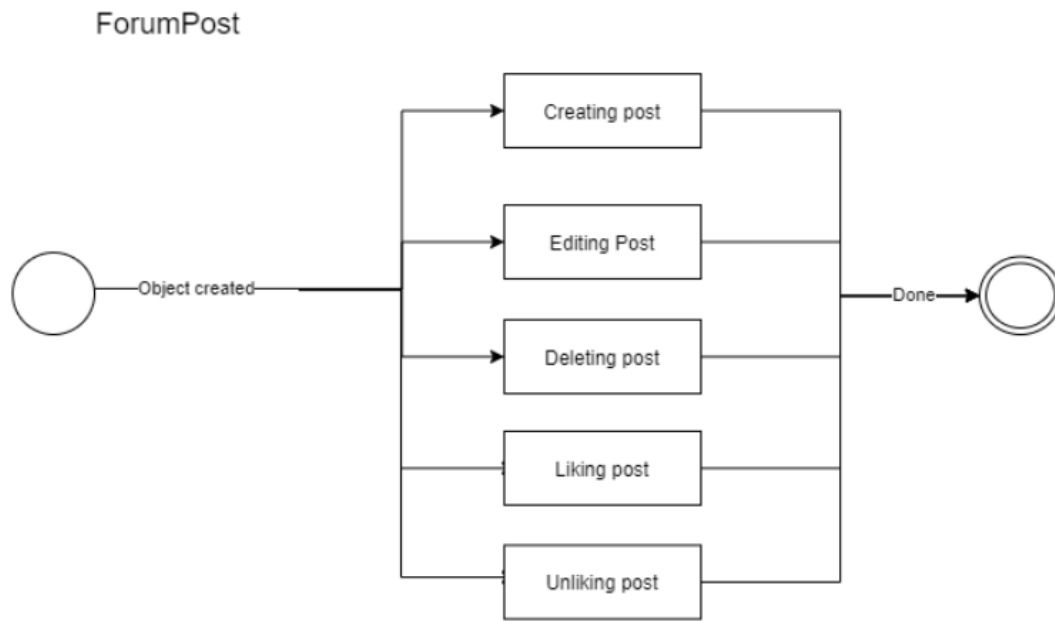 ForumPost
Creating post
Editing Post
Object created
Done
Deleting post
Liking post
Unliking post